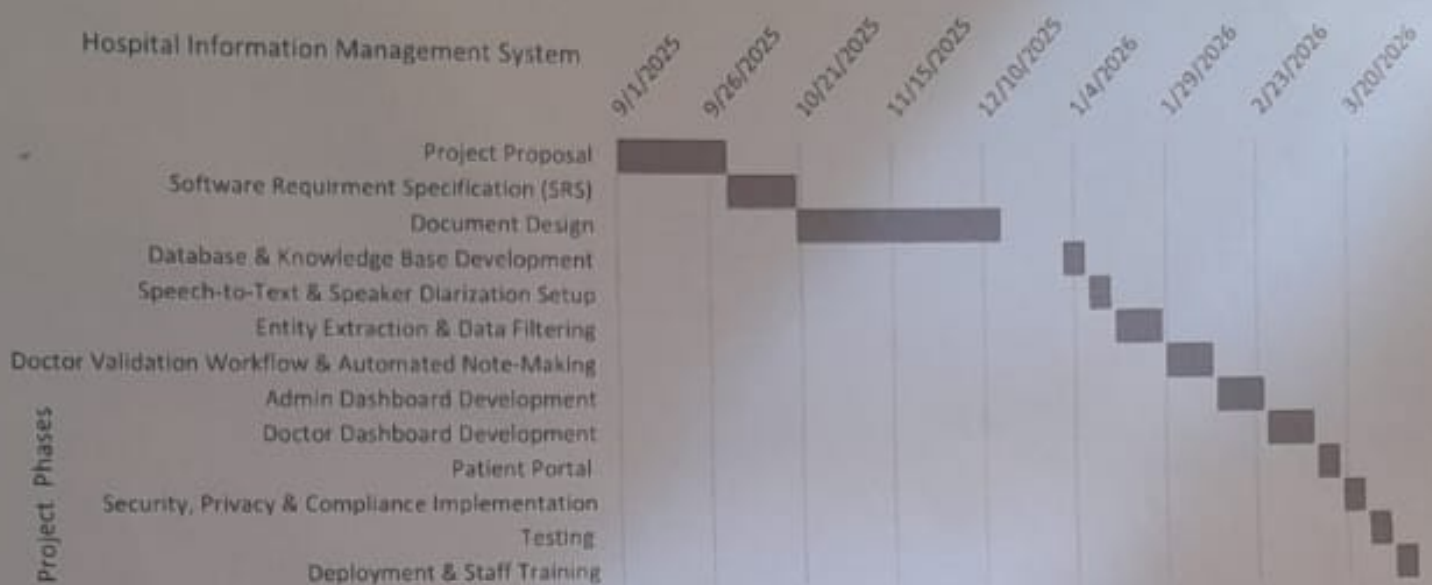 Hospital Information Management System
9/1/2025
9/26/2025
10/21/2025
11/15/2025
12/10/2025
1/4/2026
1/29/2026
2/23/2026
3/20/2026
Project Proposal
Software Requirment Specification (SRS)
Document Design
Database & Knowledge Base Development
Speech-to-Text & Speaker Diarization Setup
Entity Extraction & Data Filtering
Doctor Validation Workflow & Automated Note-Making
Admin Dashboard Development
Doctor Dashboard Development
Patient Portal
Security, Privacy & Compliance Implementation
Testing
Deployment & Staff Training
Project Phases